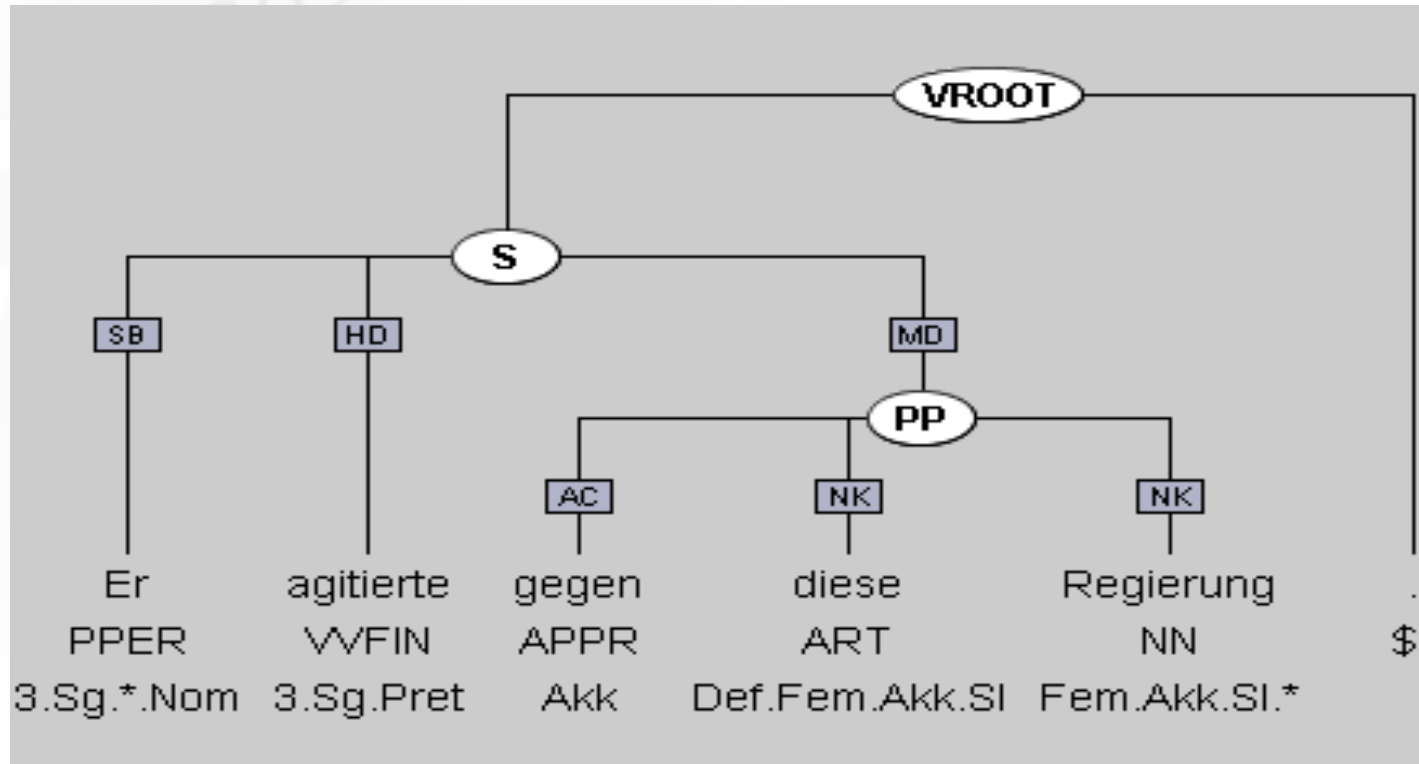 VROOT
S
SB HD MD
PP
AC NK NK
Er agitierte gegen diese Regierung .
PPER VVFIN APPR ART NN $
3.Sg.*.Nom 3.Sg.Pret Akk Def.Fem.Akk.Sl Fem.Akk.Sl.*